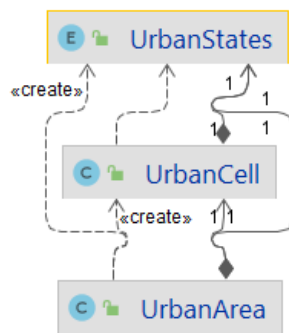 E UrbanStates
«create»
1 1
1 1
C UrbanCell
«create» 1 1
C UrbanArea